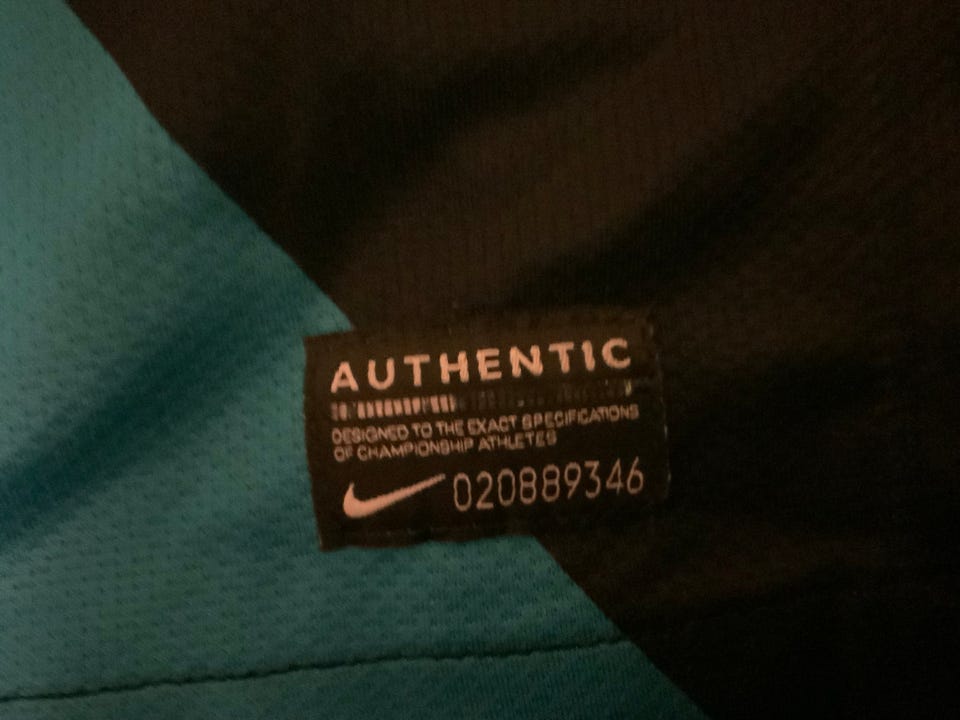 AUTHENTIC
DESIGNED TO THE EXACT SPECIFICATIONS
OF CHAMPIONSHIP ATHLETES
020889346